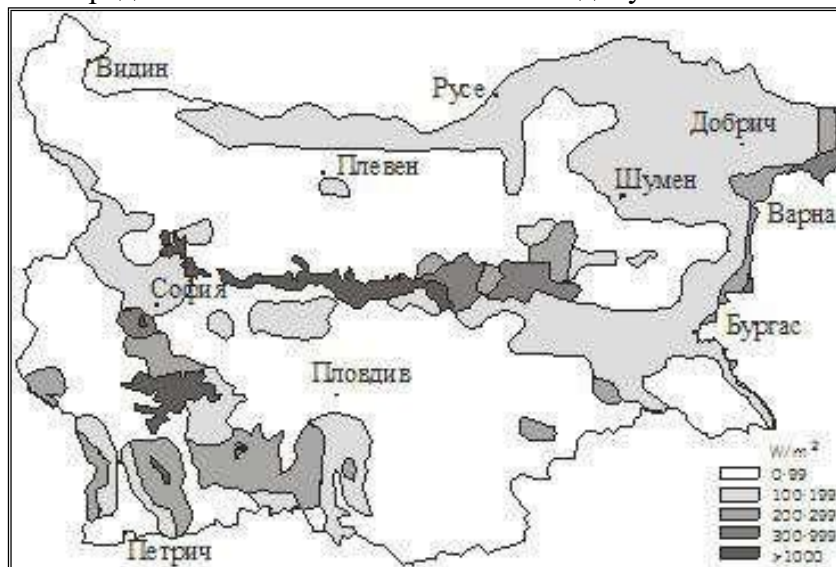 Видин
Русе
Добрич
Плевен
Шумен
Варна
София
Бургас
Пловдив
W/m²
0-99
100-199
200-299
300-999
>1000
Петрич